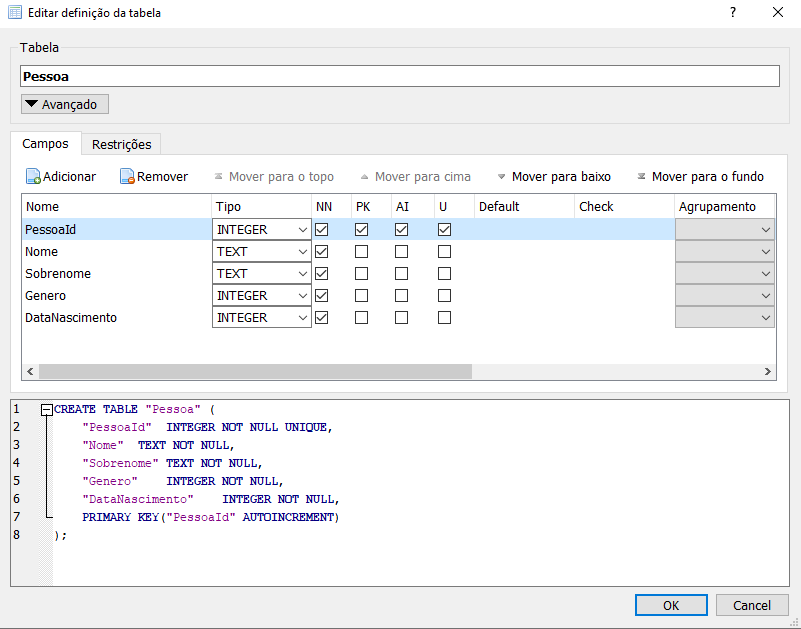 Editar definição da tabela ?
Tabela
Pessoa
Avançado
Campos Restrições
Adicionar Remover Mover para o topo Mover para cima Mover para baixo Mover para o fundo
Nome Tipo NN PK AI U Default Check Agrupamento
PessoaId INTEGER
Nome TEXT
Sobrenome TEXT
Genero INTEGER
DataNascimento INTEGER
1 CREATE TABLE "Pessoa" (
2 "PessoaId" INTEGER NOT NULL UNIQUE,
3 "Nome" TEXT NOT NULL,
4 "Sobrenome" TEXT NOT NULL,
5 "Genero" INTEGER NOT NULL,
6 "DataNascimento" INTEGER NOT NULL,
7 PRIMARY KEY("PessoaId" AUTOINCREMENT)
8 );
OK Cancel